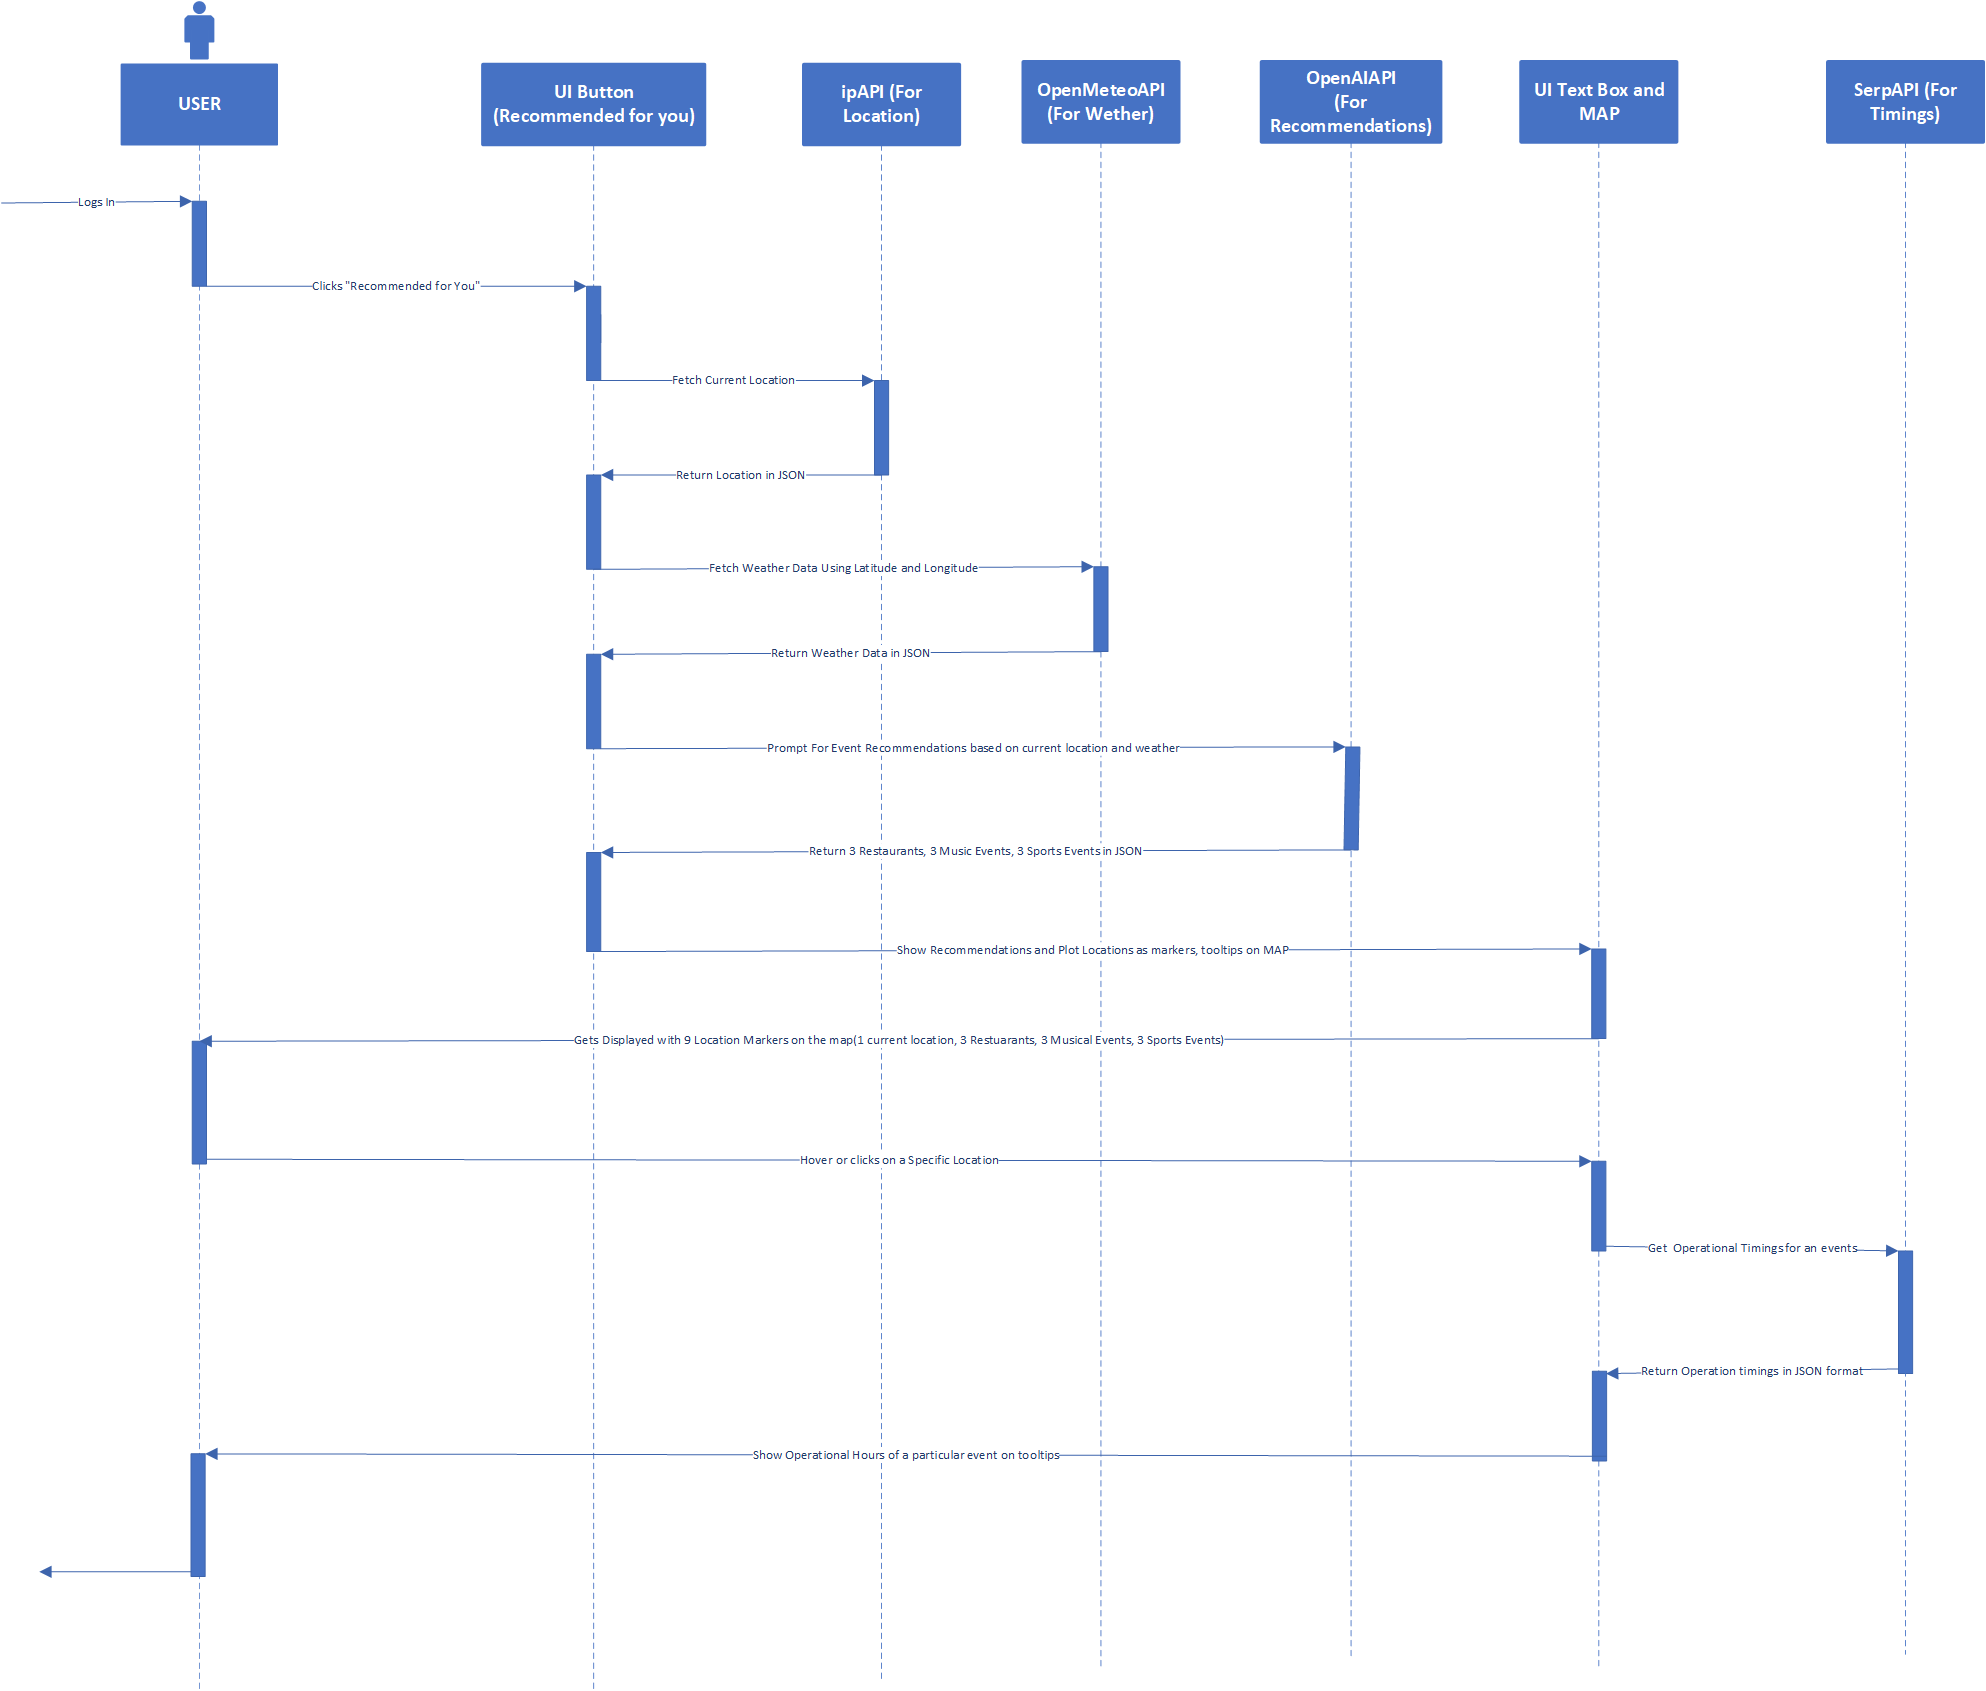 USER
UI Button
(Recommended for you)
ipAPI (For
Location)
OpenMeteoAPI
(For Wether)
OpenAIAPI
(For
Recommendations)
UI Text Box and
MAP
SerpAPI (For
Timings)
Logs In
Clicks "Recommended for You"
Fetch Current Location
Return Location in JSON
Fetch Weather Data Using Latitude and Longitude
Return Weather Data in JSON
Prompt For Event Recommendations based on current location and weather
Return 3 Restaurants, 3 Music Events, 3 Sports Events in JSON
Show Recommendations and Plot Locations as markers, tooltips on MAP
Gets Displayed with 9 Location Markers on the map(1 current location, 3 Restuarants, 3 Musical Events, 3 Sports Events)
Hover or clicks on a Specific Location
Get  Operational Timings for an events
Return Operation timings in JSON format
Show Operational Hours of a particular event on tooltips